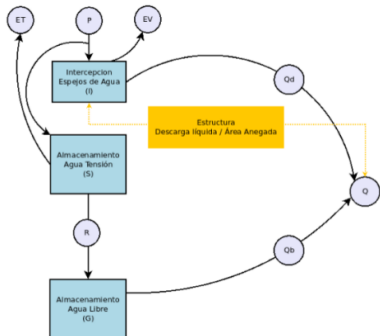 ET
P
EV
Intercepcion
Espejos de Agua
(I)
Qd
Estructura
Descarga líquida / Área Anegada
Almacenamiento
Agua Tensión
(S)
Q
R
Qb
Almacenamiento
Agua Libre
(G)